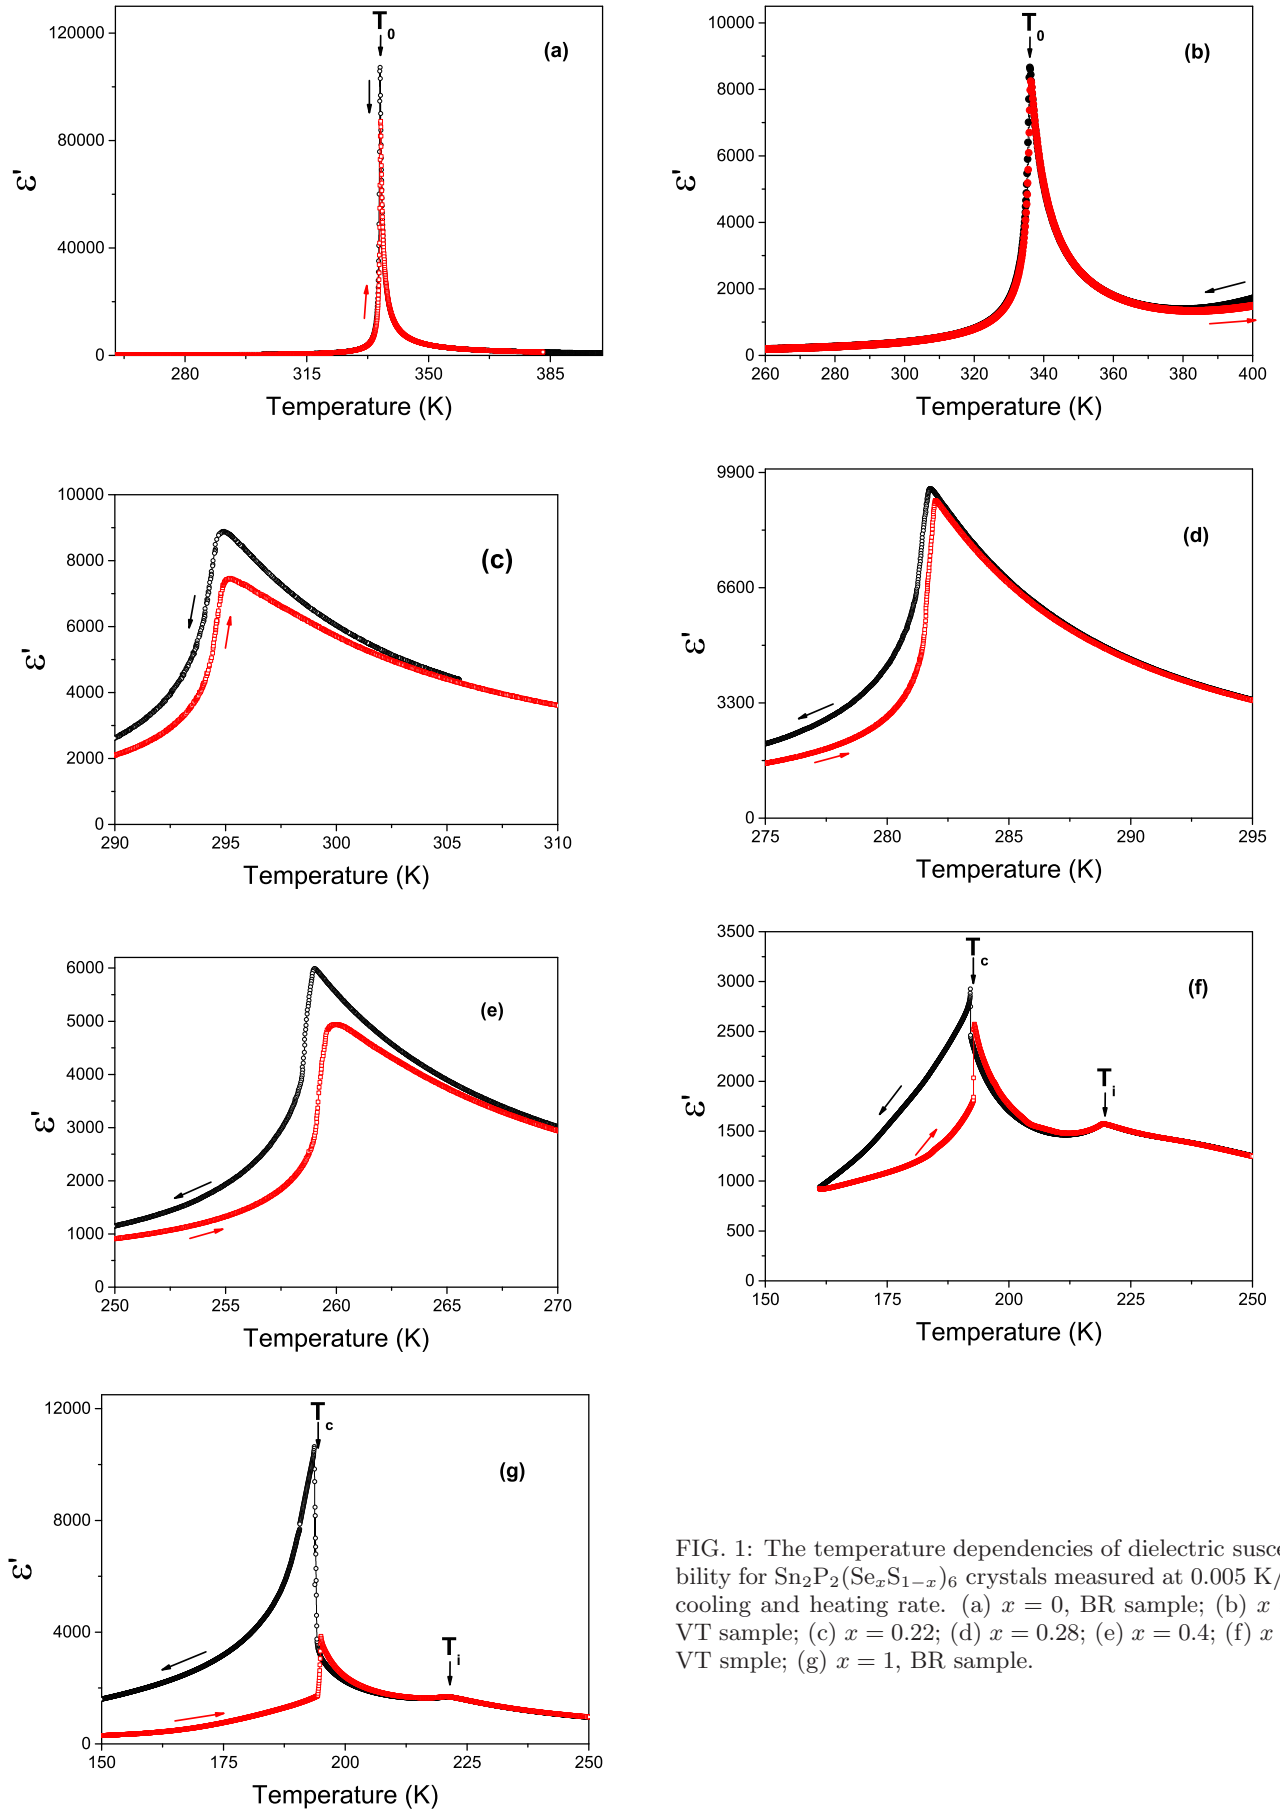 T0
(a)
120000
80000
40000
0
ε'
280 315 350 385
Temperature (K)
T0
(b)
10000
8000
6000
4000
2000
0
ε'
260 280 300 320 340 360 380 400
Temperature (K)
(c)
10000
8000
6000
4000
2000
0
ε'
290 295 300 305 310
Temperature (K)
(d)
9900
6600
3300
0
ε'
275 280 285 290 295
Temperature (K)
(e)
6000
5000
4000
3000
2000
1000
0
ε'
250 255 260 265 270
Temperature (K)
Tc
Ti
(f)
3500
3000
2500
2000
1500
1000
500
0
ε'
150 175 200 225 250
Temperature (K)
Tc
Ti
(g)
12000
8000
4000
0
ε'
150 175 200 225 250
Temperature (K)
FIG. 1: The temperature dependencies of dielectric susce
bility for Sn2P2(SexS1−x)6 crystals measured at 0.005 K/
cooling and heating rate. (a) x = 0, BR sample; (b) x
VT sample; (c) x = 0.22; (d) x = 0.28; (e) x = 0.4; (f) x
VT smple; (g) x = 1, BR sample.